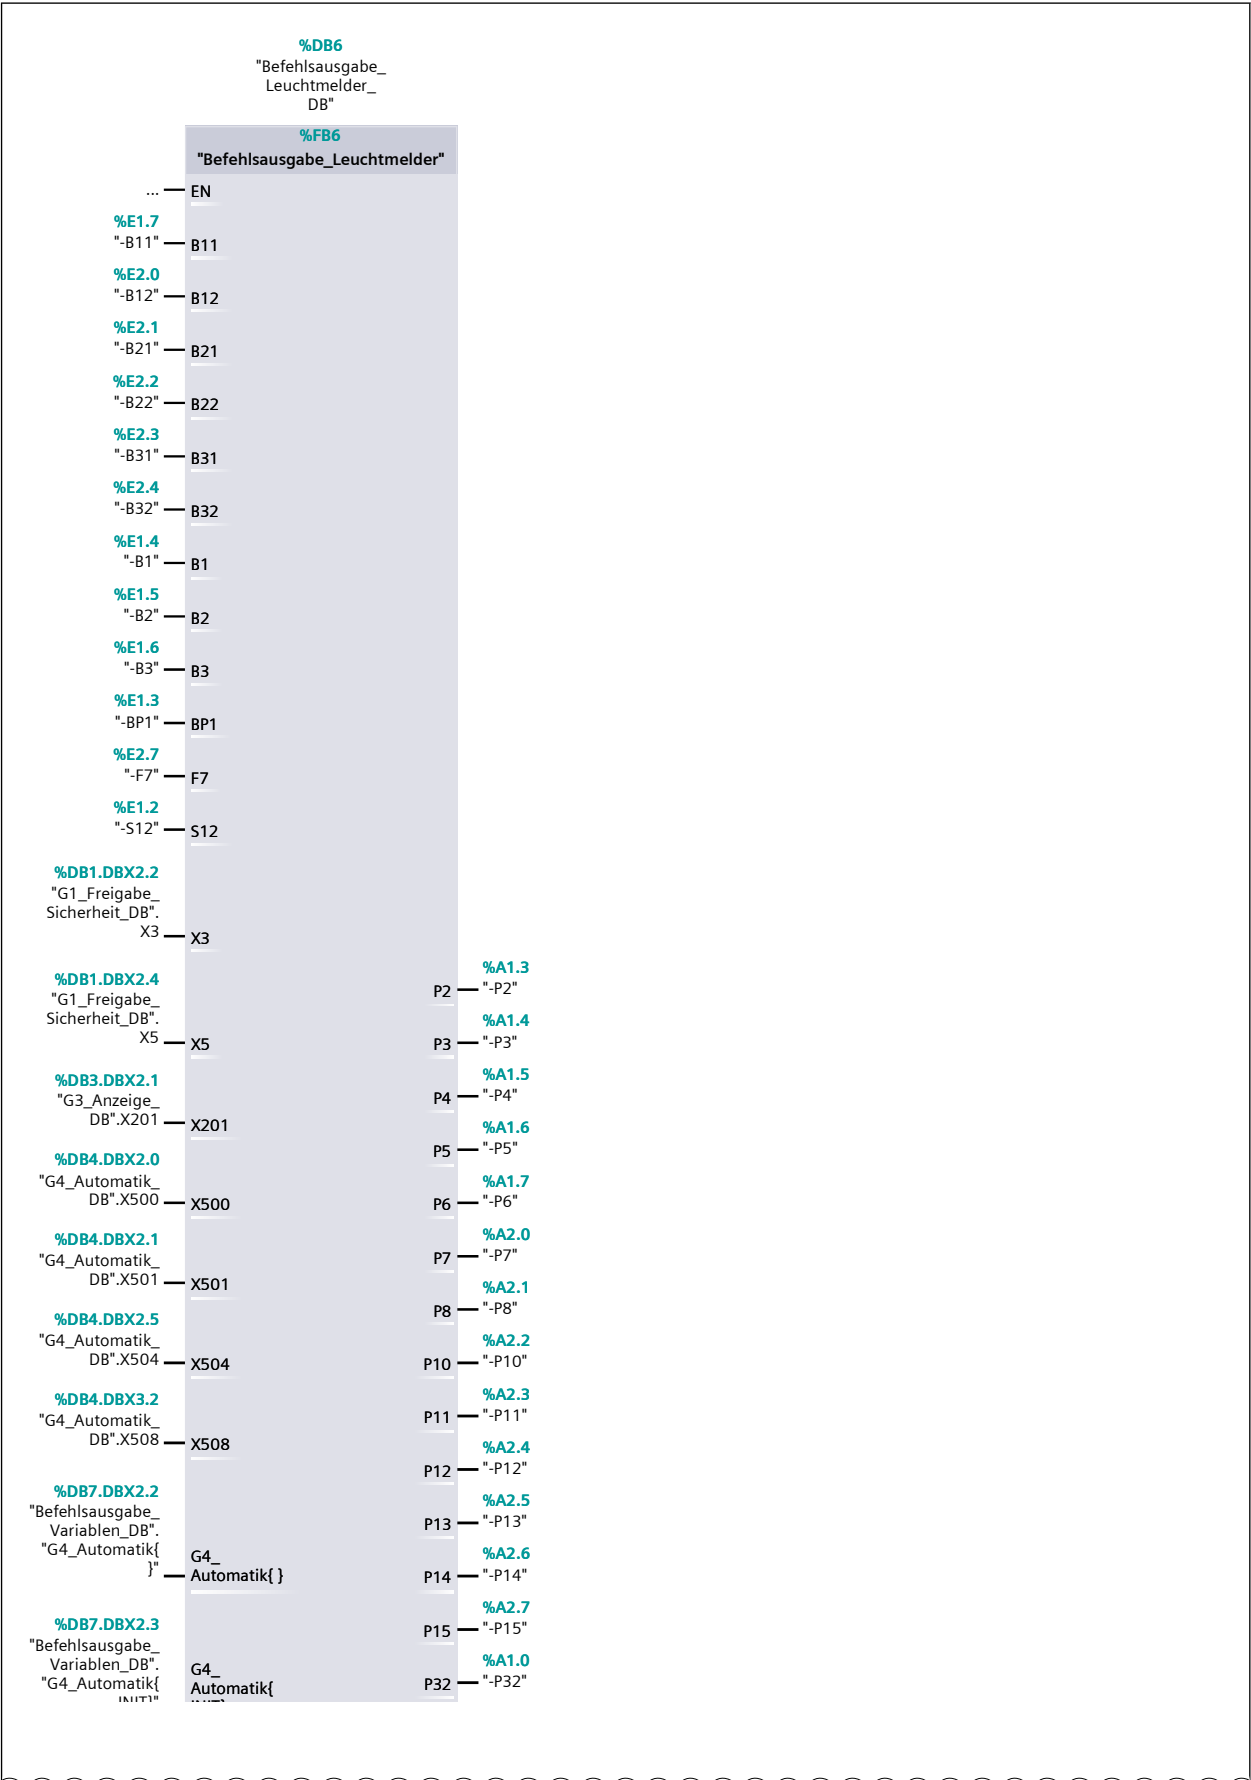 %DB6
"Befehlsausgabe_
Leuchtmelder_
DB"
%FB6
"Befehlsausgabe_Leuchtmelder"
...
EN
%E1.7
"-B11"
B11
%E2.0
"-B12"
B12
%E2.1
"-B21"
B21
%E2.2
"-B22"
B22
%E2.3
"-B31"
B31
%E2.4
"-B32"
B32
%E1.4
"-B1"
B1
%E1.5
"-B2"
B2
%E1.6
"-B3"
B3
%E1.3
"-BP1"
BP1
%E2.7
"-F7"
F7
%E1.2
"-S12"
S12
%DB1.DBX2.2
"G1_Freigabe_
Sicherheit_DB".
X3
X3
%DB1.DBX2.4
"G1_Freigabe_
Sicherheit_DB".
X5
X5
%DB3.DBX2.1
"G3_Anzeige_
DB".X201
X201
%DB4.DBX2.0
"G4_Automatik_
DB".X500
X500
%DB4.DBX2.1
"G4_Automatik_
DB".X501
X501
%DB4.DBX2.5
"G4_Automatik_
DB".X504
X504
%DB4.DBX3.2
"G4_Automatik_
DB".X508
X508
%DB7.DBX2.2
"Befehlsausgabe_
Variablen_DB".
"G4_Automatik{
}"
G4_
Automatik{ }
%DB7.DBX2.3
"Befehlsausgabe_
Variablen_DB".
"G4_Automatik{
INIT}"
G4_
Automatik{
INIT}
%A1.3
P2
"-P2"
%A1.4
P3
"-P3"
%A1.5
P4
"-P4"
%A1.6
P5
"-P5"
%A1.7
P6
"-P6"
%A2.0
P7
"-P7"
%A2.1
P8
"-P8"
%A2.2
P10
"-P10"
%A2.3
P11
"-P11"
%A2.4
P12
"-P12"
%A2.5
P13
"-P13"
%A2.6
P14
"-P14"
%A2.7
P15
"-P15"
%A1.0
P32
"-P32"